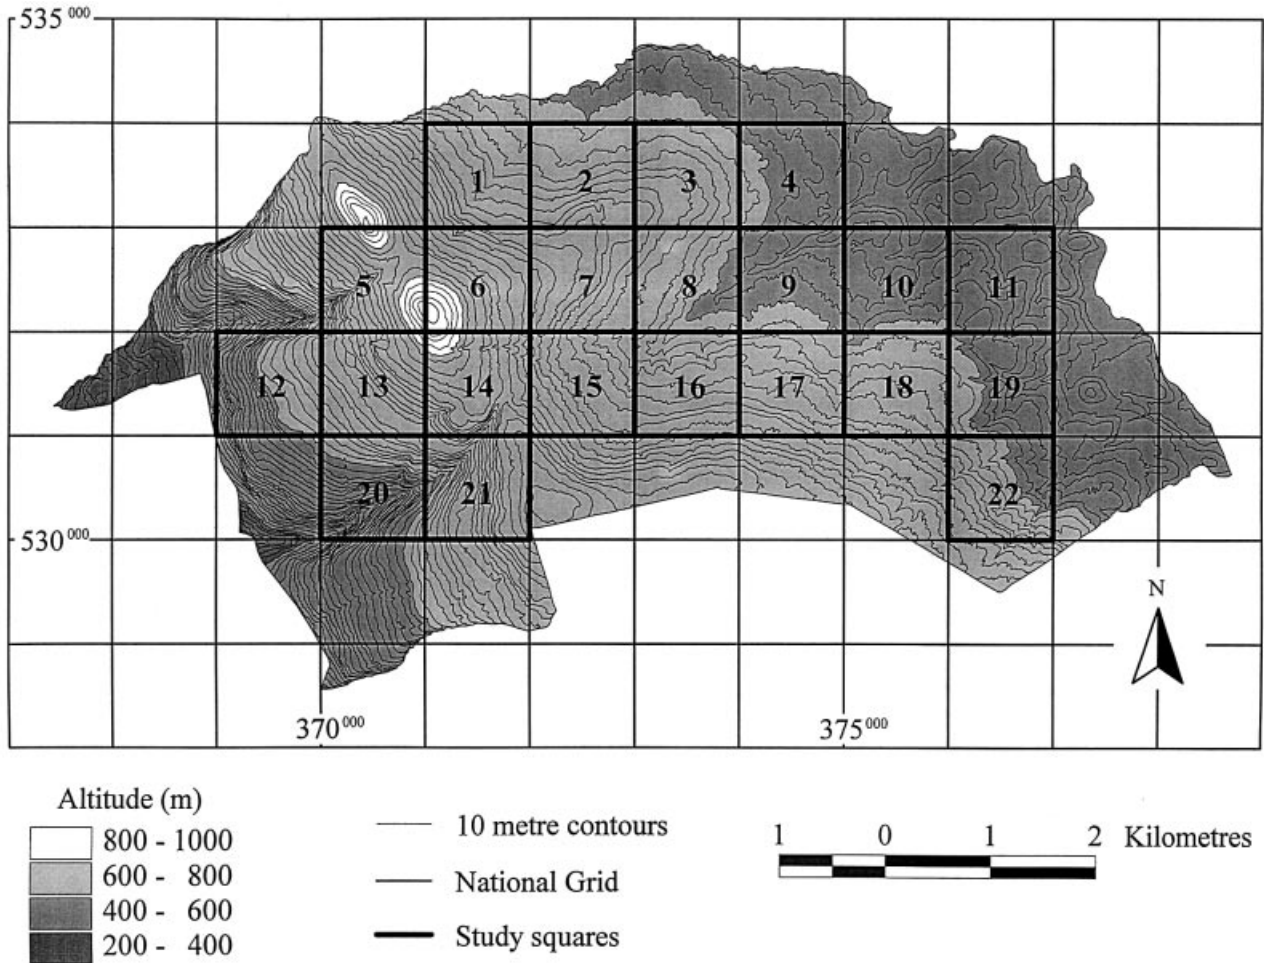 535 000
1 2 3 4
5 6 7 8 9 10 11
12 13 14 15 16 17 18 19
20 21 22
530 000
N
370 000 375 000
Altitude (m)
800 - 1000
600 - 800
400 - 600
200 - 400
10 metre contours
National Grid
Study squares
1 0 1 2 Kilometres